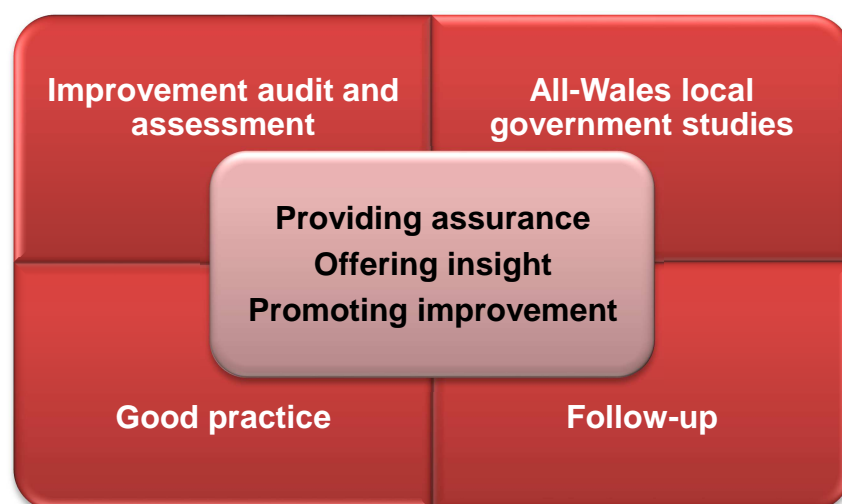 Improvement audit and
assessment
All-Wales local
government studies
Providing assurance
Offering insight
Promoting improvement
Good practice
Follow-up